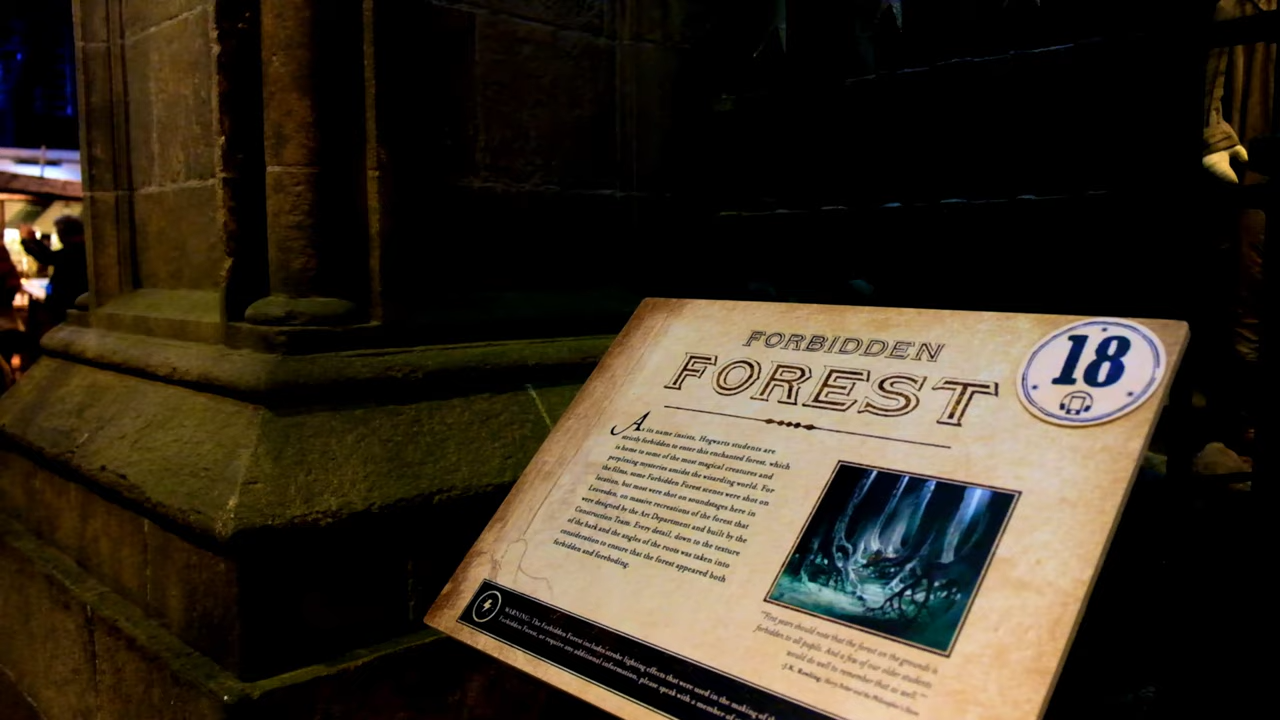 FORBIDDEN
FOREST
18
As its name insists, Hogwarts students are
strictly forbidden to enter this enchanted forest, which
is home to some of the most magical creatures and
perplexing mysteries amidst the wizarding world. For
the films, some Forbidden Forest scenes were shot on
location, but most were shot on soundstages here in
Leavesden, on massive recreations of the forest that
were designed by the Art Department and built by the
Construction Team. Every detail, down to the texture
of the bark and the angles of the roots was taken into
consideration to ensure that the forest appeared both
forbidden and foreboding.
"First years should note that the forest on the grounds is
forbidden to all pupils. And a few of our older students
would do well to remember that as well."
-J.K. Rowling, Harry Potter and the Philosopher's Stone
WARNING: The Forbidden Forest includes strobe lighting effects that were used in the making of the
Forbidden Forest, or require any additional information, please speak with a member of